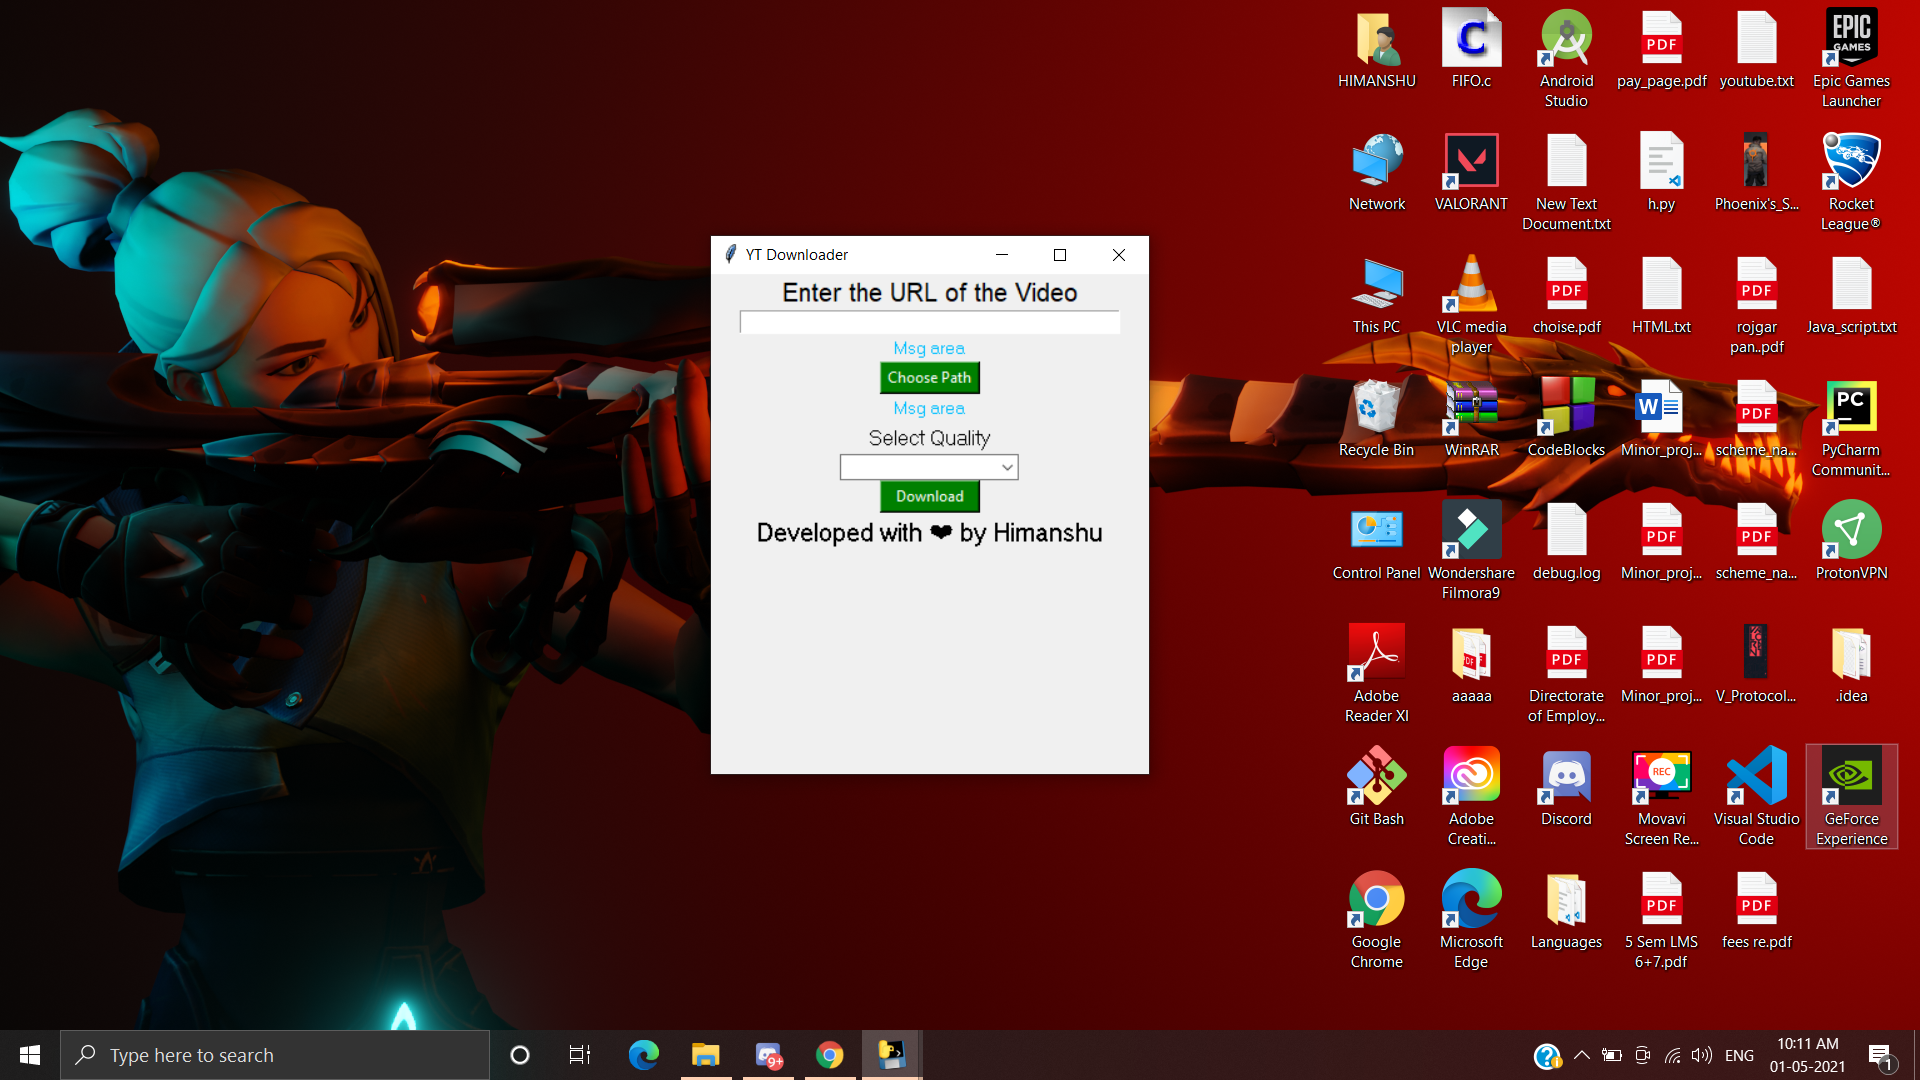 YT Downloader
Enter the URL of the Video
Msg area
Choose Path
Msg area
Select Quality
Download
Developed with ❤ by Himanshu
HIMANSHU
FIFO.c
Android
Studio
pay_page.pdf
youtube.txt
EPIC
GAMES
Epic Games
Launcher
Network
VALORANT
New Text
Document.txt
h.py
Phoenix's_S...
Rocket
League®
This PC
VLC media
player
PDF
choise.pdf
HTML.txt
PDF
rojgar
pan..pdf
Java_script.txt
Recycle Bin
WinRAR
CodeBlocks
Minor_proj...
PDF
scheme_na...
PC
PyCharm
Communit...
Control Panel
Wondershare
Filmora9
debug.log
PDF
Minor_proj...
PDF
scheme_na...
ProtonVPN
Adobe
Reader XI
aaaaa
PDF
Directorate
of Employ...
PDF
Minor_proj...
V_Protocol...
.idea
Git Bash
Adobe
Creati...
Discord
REC
Movavi
Screen Re...
Visual Studio
Code
GeForce
Experience
Google
Chrome
Microsoft
Edge
Languages
PDF
5 Sem LMS
6+7.pdf
PDF
fees re.pdf
Type here to search
9+
ENG
10:11 AM
01-05-2021
1